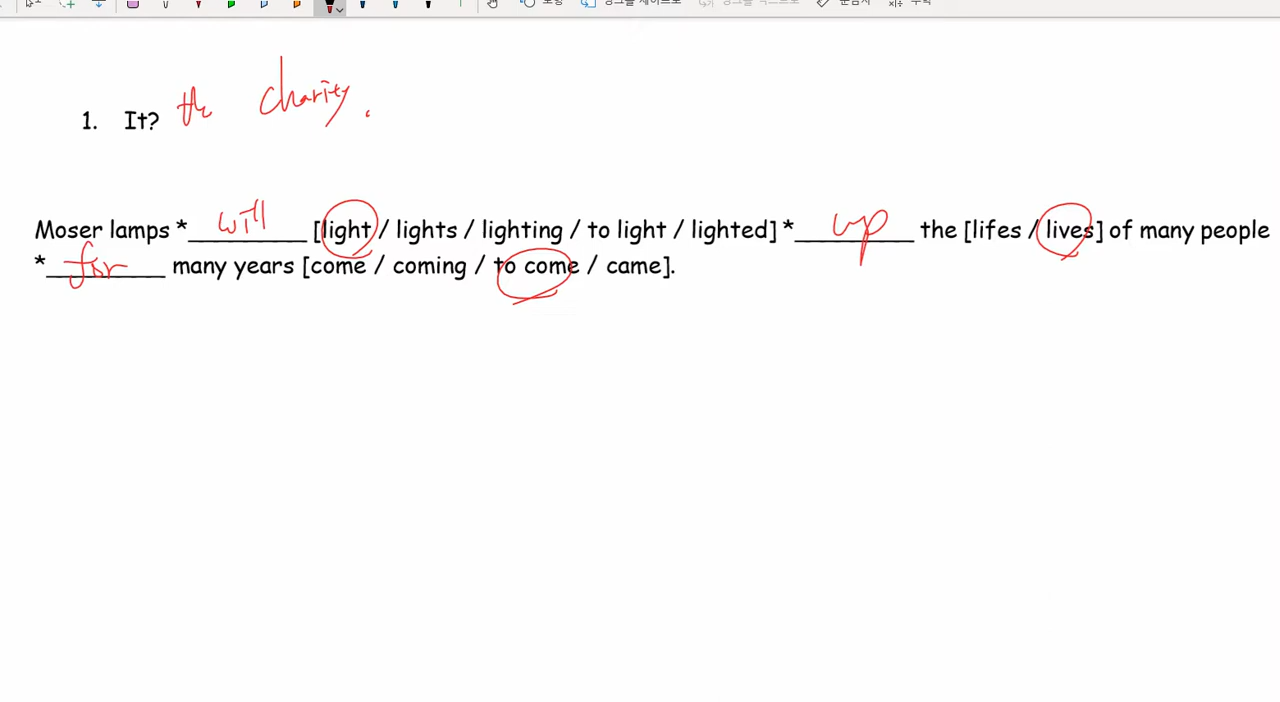 1. It? the charity.
Moser lamps * will [light / lights / lighting / to light / lighted] * up the [lifes / lives] of many people
* for many years [come / coming / to come / came].